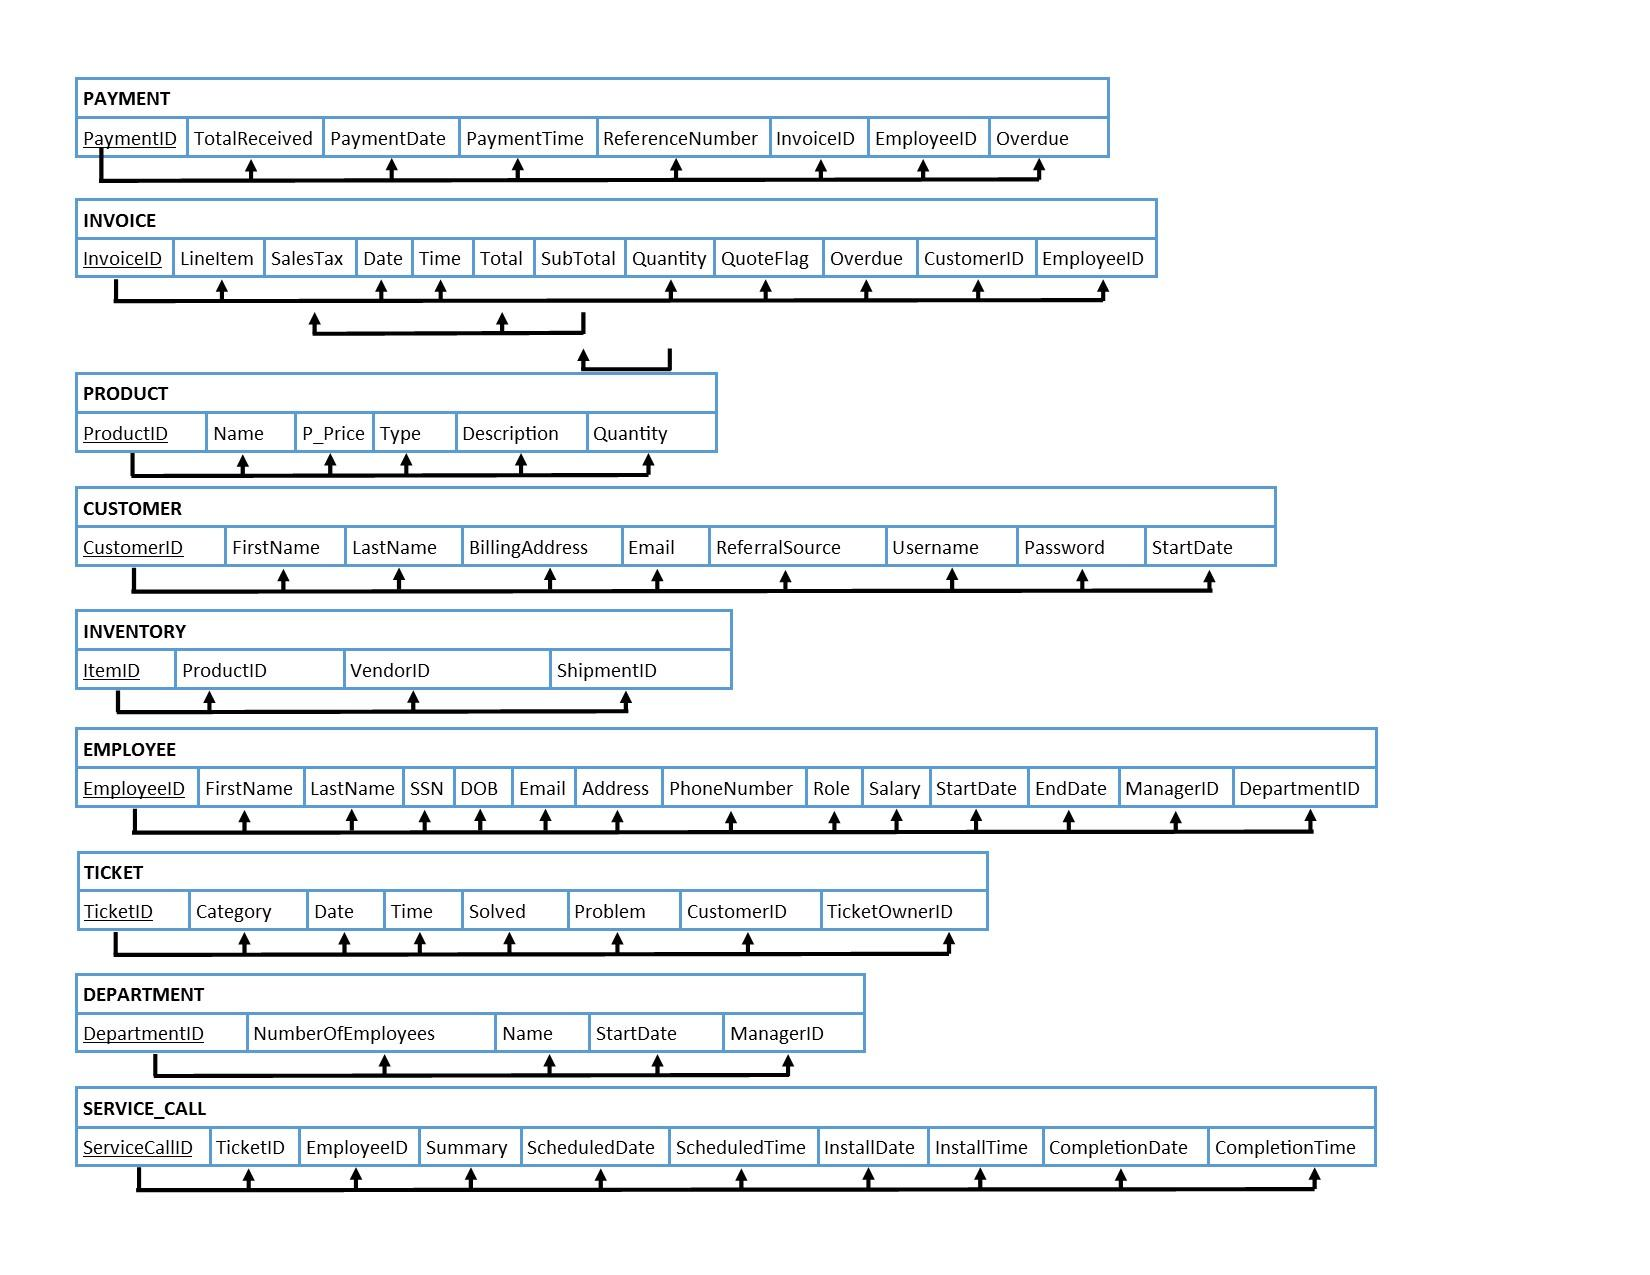 PAYMENT
PaymentID TotalReceived PaymentDate PaymentTime ReferenceNumber InvoiceID EmployeeID Overdue
INVOICE
InvoiceID LineItem SalesTax Date Time Total SubTotal Quantity QuoteFlag Overdue CustomerID EmployeeID
PRODUCT
ProductID Name P_Price Type Description Quantity
CUSTOMER
CustomerID FirstName LastName BillingAddress Email ReferralSource Username Password StartDate
INVENTORY
ItemID ProductID VendorID ShipmentID
EMPLOYEE
EmployeeID FirstName LastName SSN DOB Email Address PhoneNumber Role Salary StartDate EndDate ManagerID DepartmentID
TICKET
TicketID Category Date Time Solved Problem CustomerID TicketOwnerID
DEPARTMENT
DepartmentID NumberOfEmployees Name StartDate ManagerID
SERVICE_CALL
ServiceCallID TicketID EmployeeID Summary ScheduledDate ScheduledTime InstallDate InstallTime CompletionDate CompletionTime